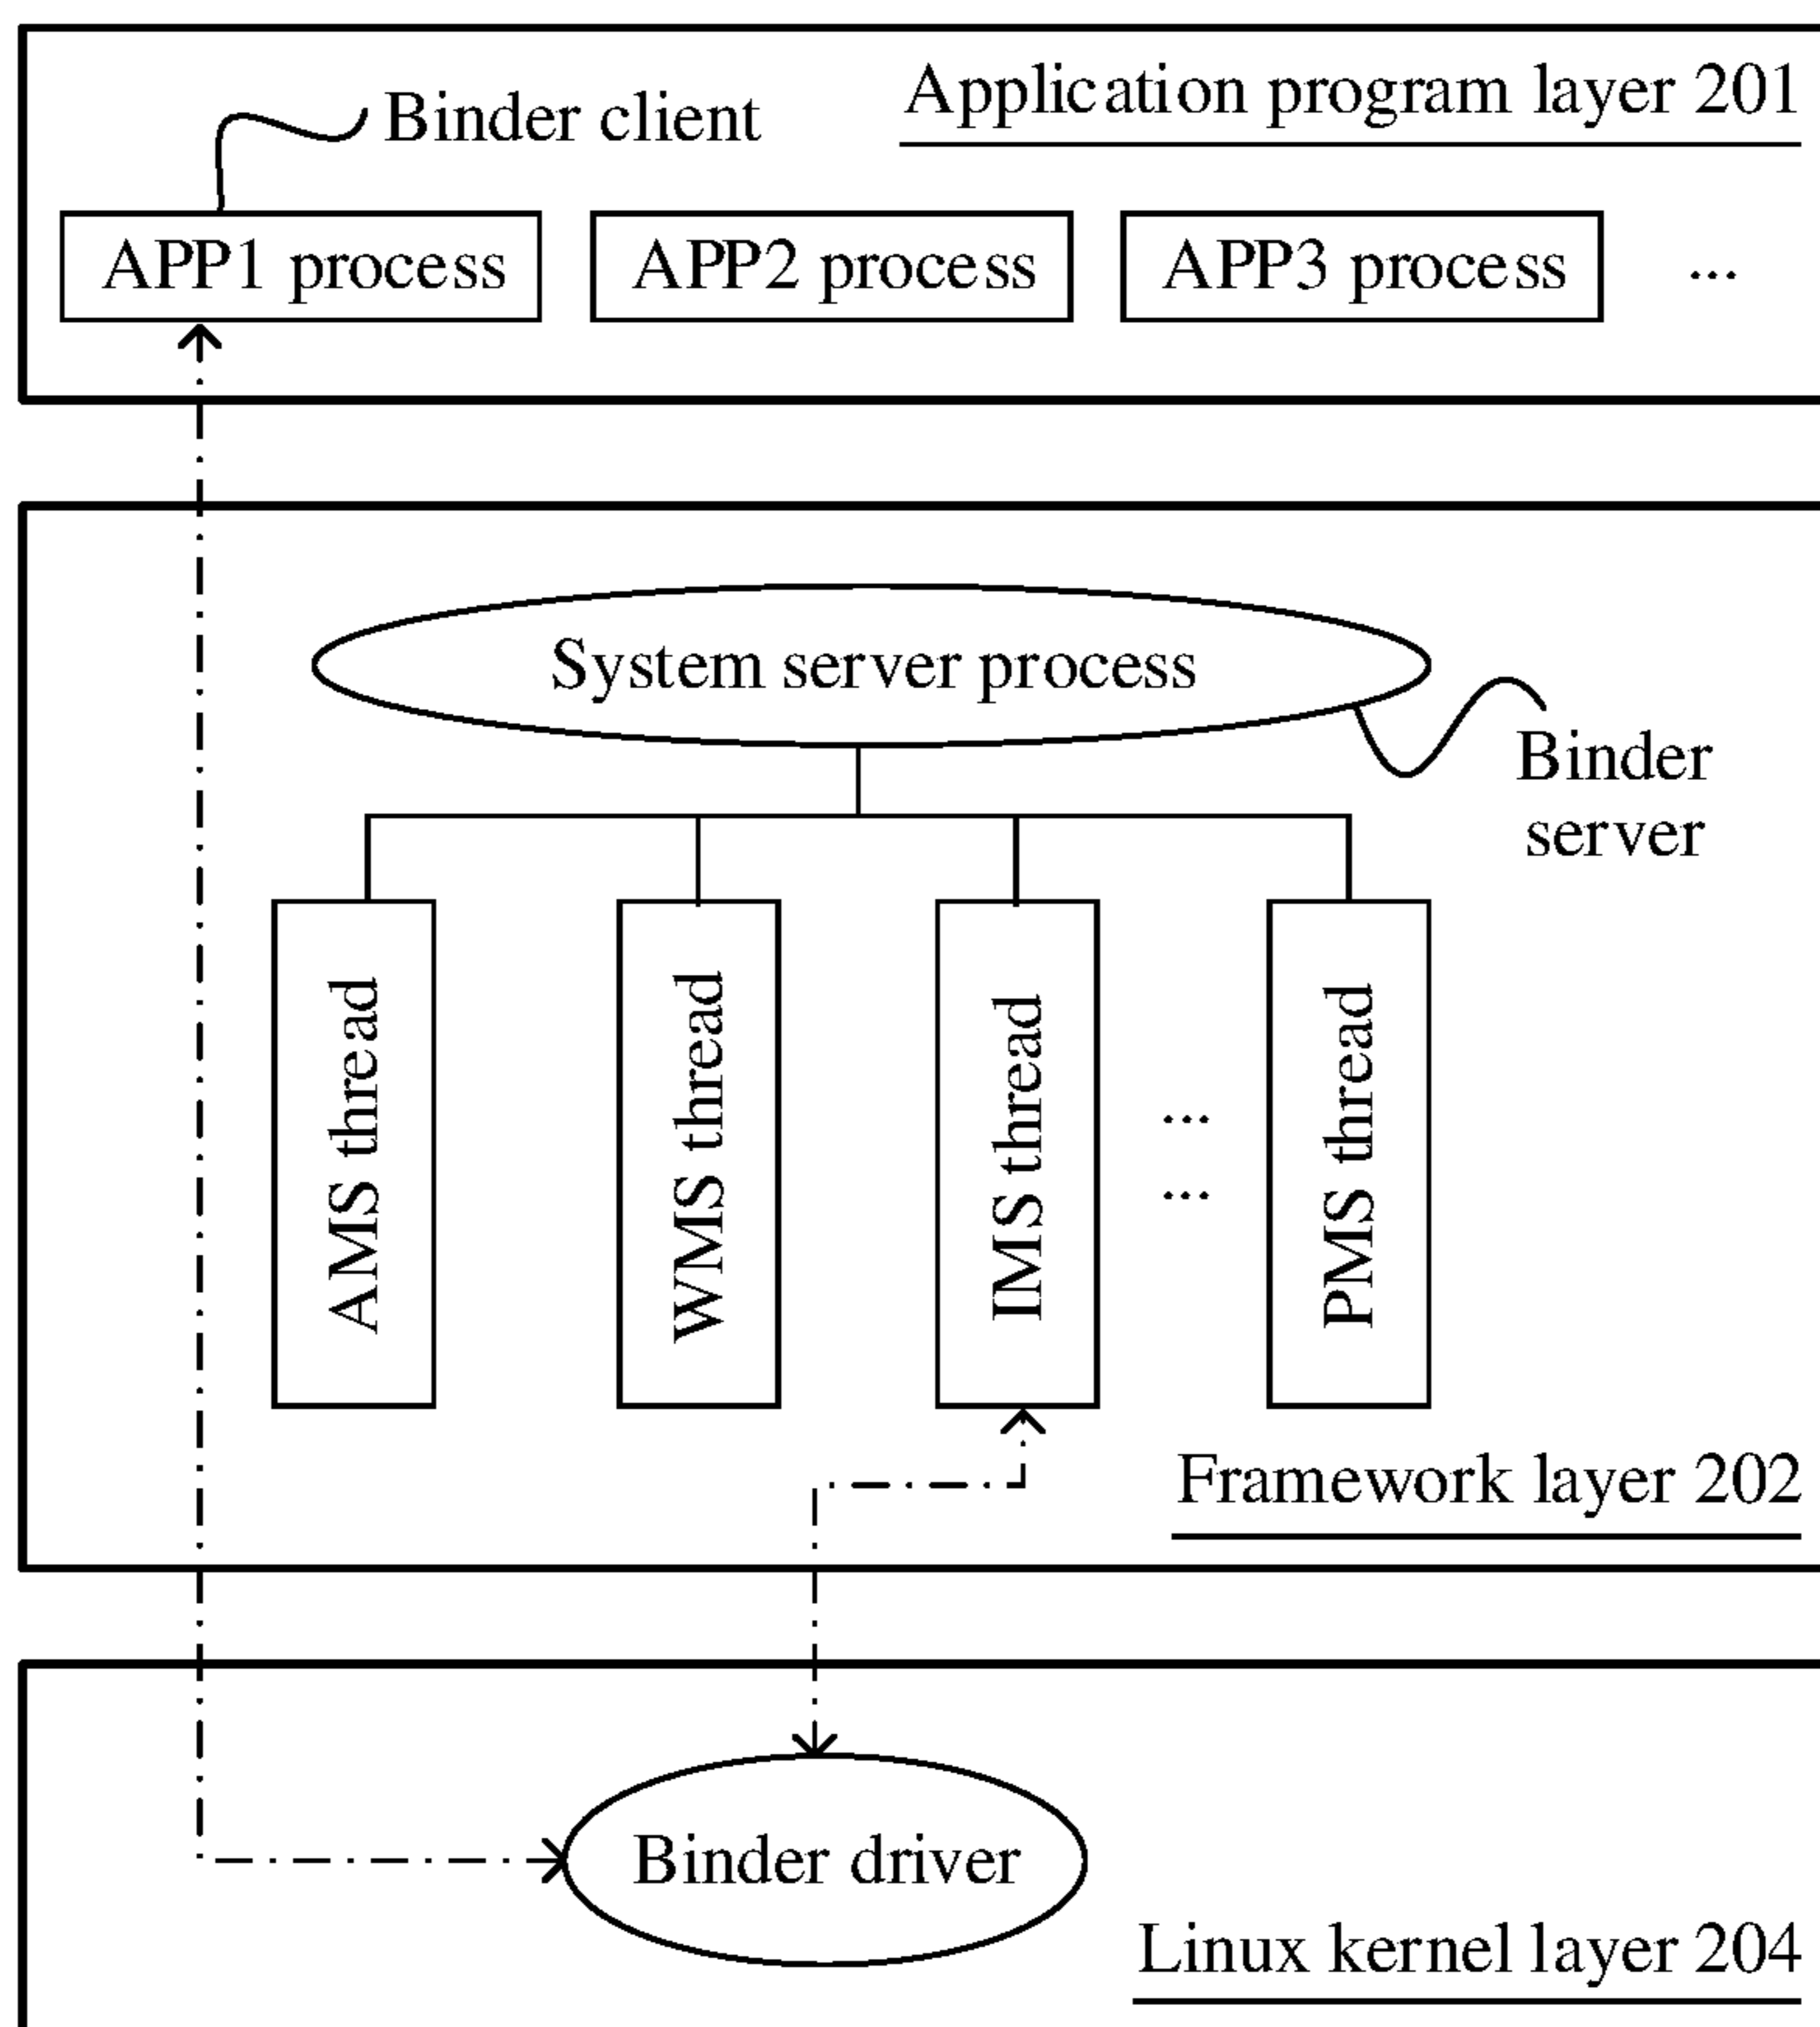 Application program layer 201
Binder client
APP1 process
APP2 process
APP3 process
...
System server process
Binder
server
AMS thread
WMS thread
IMS thread
...
...
PMS thread
Framework layer 202
Binder driver
Linux kernel layer 204